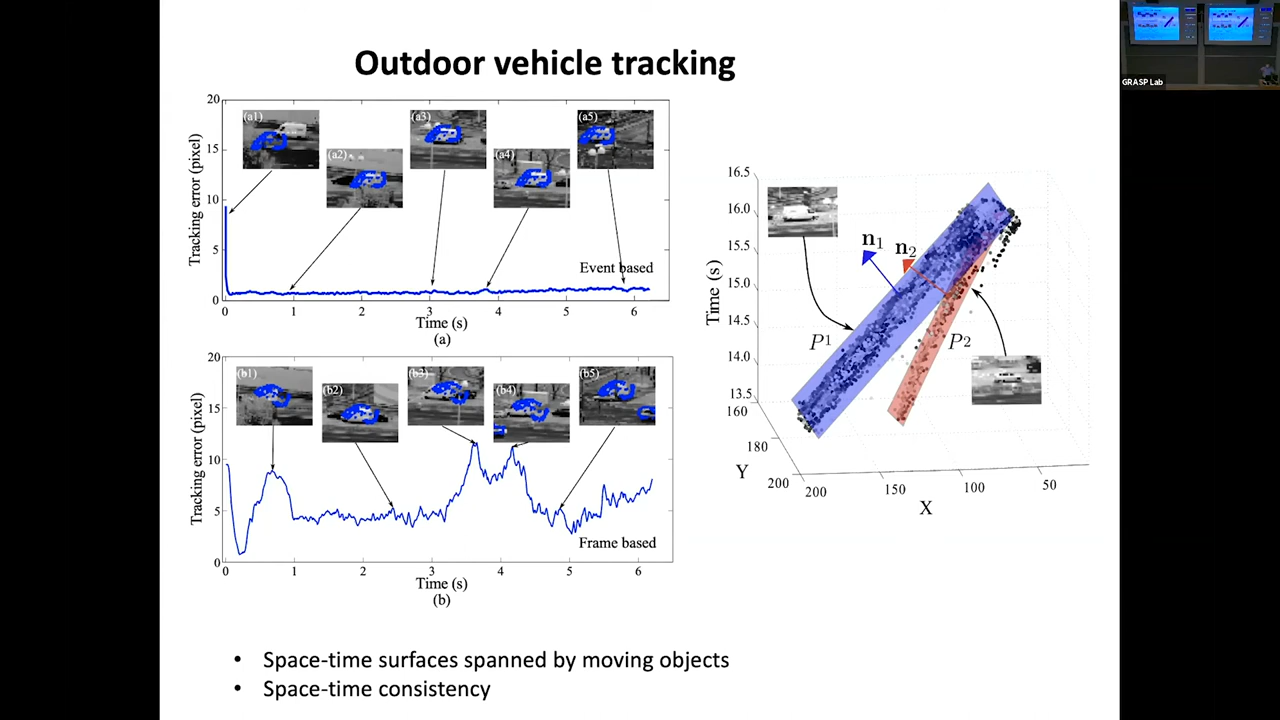 Outdoor vehicle tracking
GRASP Lab
20
15
10
5
0
Tracking error (pixel)
(a1)
(a2)
(a3)
(a4)
(a5)
Event based
0 1 2 3 4 5 6
Time (s)
(a)
20
15
10
5
0
Tracking error (pixel)
(b1)
(b2)
(b3)
(b4)
(b5)
Frame based
0 1 2 3 4 5 6
Time (s)
(b)
16.5
16.0
15.5
15.0
14.5
14.0
13.5
Time (s)
n1
n2
P1
P2
160
180
200
Y
200 150 100 50
X
• Space-time surfaces spanned by moving objects
• Space-time consistency